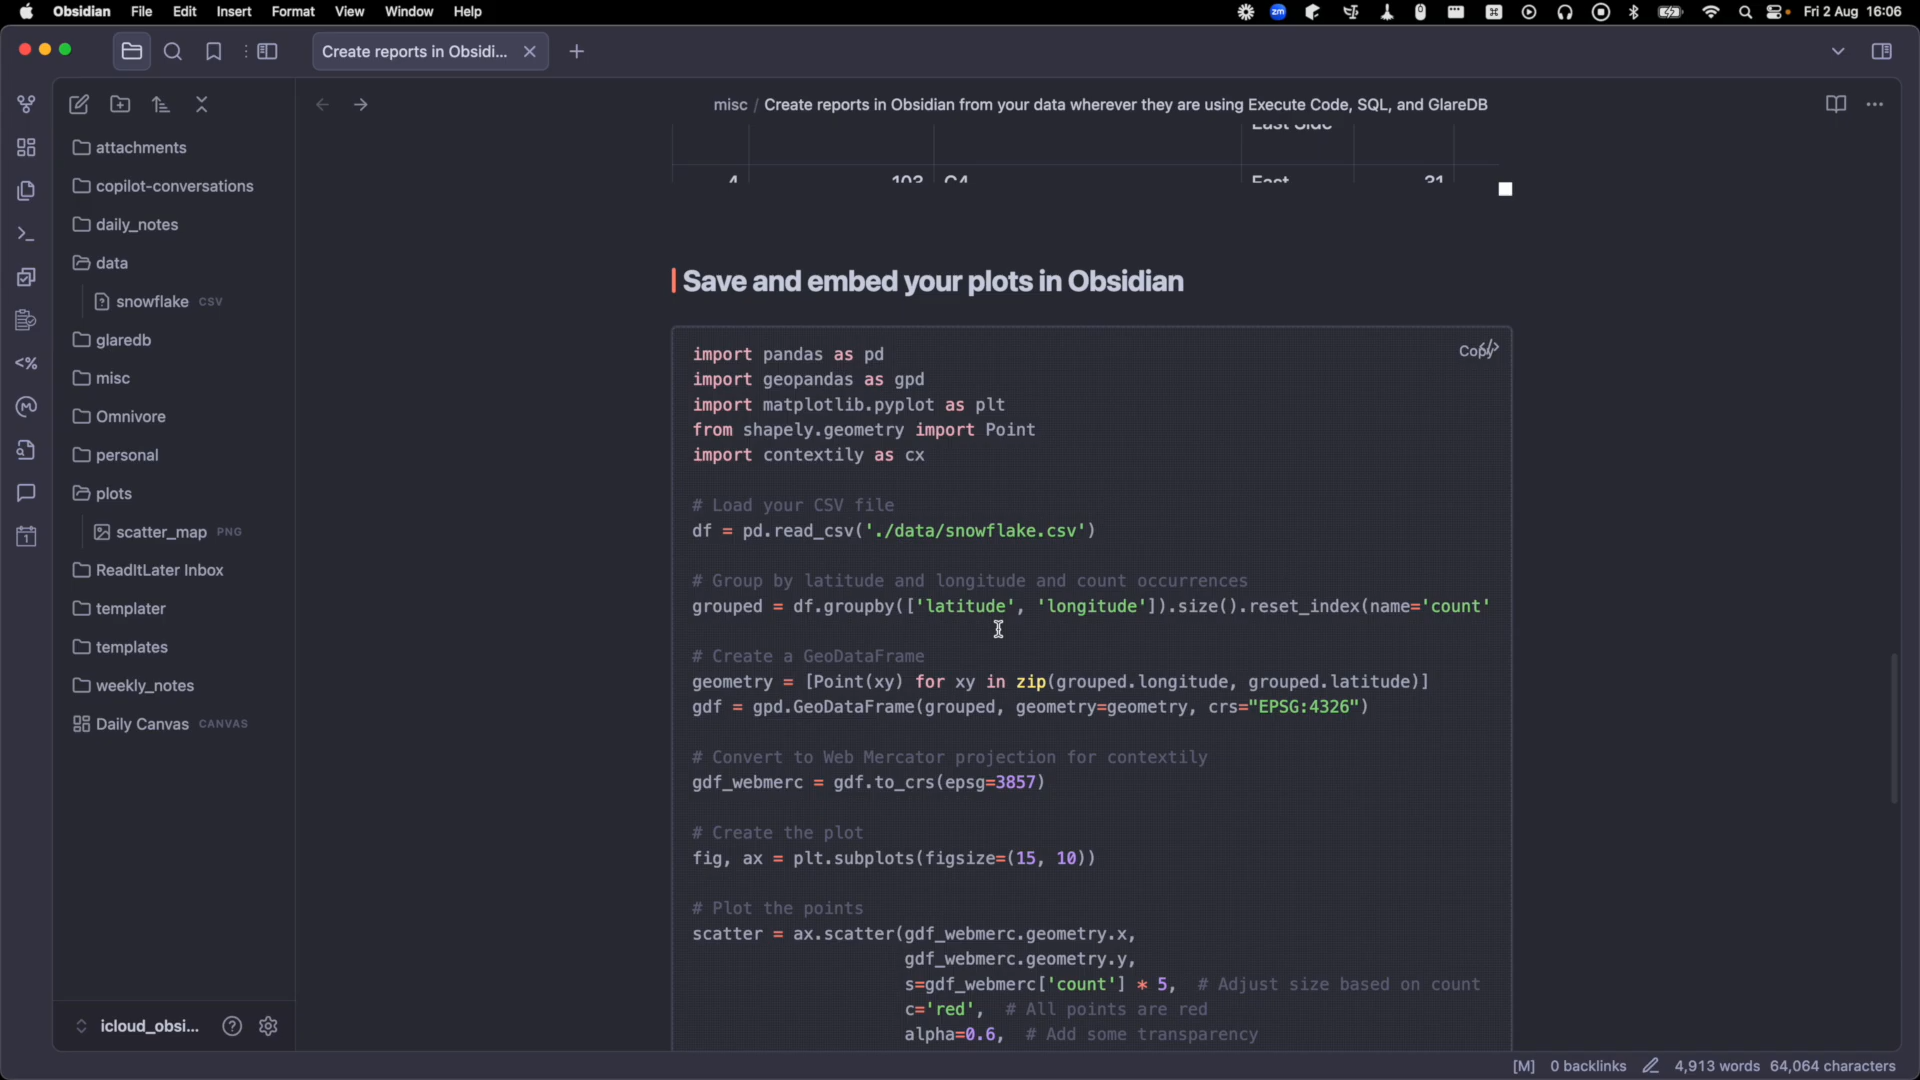 Obsidian File Edit Insert Format View Window Help
zm
Fri 2 Aug 16:06
Create reports in Obsidi...
misc / Create reports in Obsidian from your data wherever they are using Execute Code, SQL, and GlareDB
attachments
copilot-conversations
daily_notes
data
snowflake CSV
glaredb
misc
Omnivore
personal
plots
scatter_map PNG
ReadItLater Inbox
templater
templates
weekly_notes
Daily Canvas CANVAS
icloud_obsi...
East Side
4 103 C4 East 31
Save and embed your plots in Obsidian
Copy
import pandas as pd
import geopandas as gpd
import matplotlib.pyplot as plt
from shapely.geometry import Point
import contextily as cx
# Load your CSV file
df = pd.read_csv('./data/snowflake.csv')
# Group by latitude and longitude and count occurrences
grouped = df.groupby(['latitude', 'longitude']).size().reset_index(name='count'
# Create a GeoDataFrame
geometry = [Point(xy) for xy in zip(grouped.longitude, grouped.latitude)]
gdf = gpd.GeoDataFrame(grouped, geometry=geometry, crs="EPSG:4326")
# Convert to Web Mercator projection for contextily
gdf_webmerc = gdf.to_crs(epsg=3857)
# Create the plot
fig, ax = plt.subplots(figsize=(15, 10))
# Plot the points
scatter = ax.scatter(gdf_webmerc.geometry.x,
gdf_webmerc.geometry.y,
s=gdf_webmerc['count'] * 5, # Adjust size based on count
c='red', # All points are red
alpha=0.6, # Add some transparency
[M] 0 backlinks 4,913 words 64,064 characters